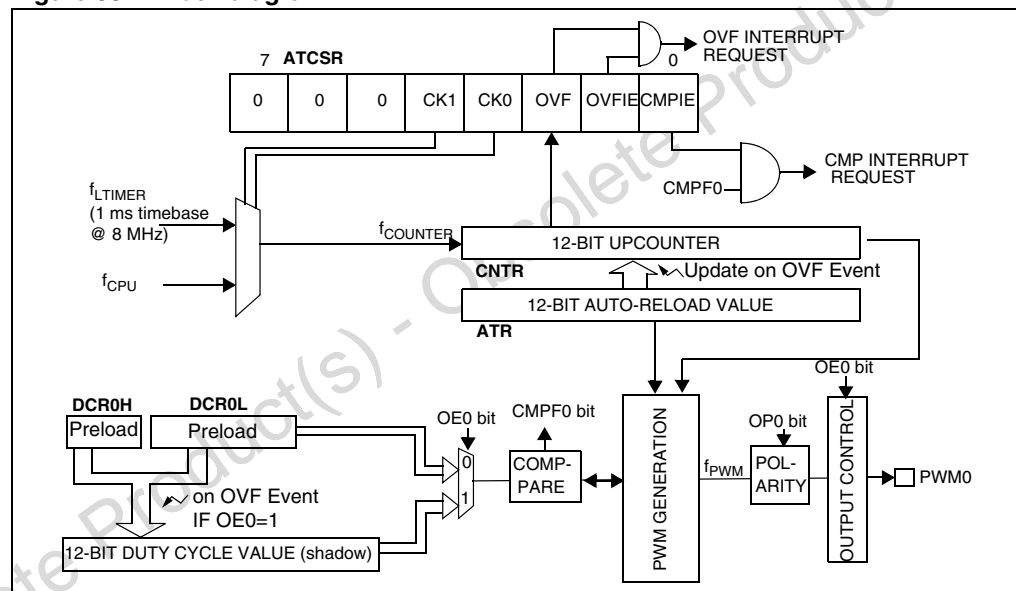 7 ATCSR 0
0 0 0 CK1 CK0 OVF OVFIE CMPIE
OVF INTERRUPT
REQUEST
CMPF0
CMP INTERRUPT
REQUEST
fLTIMER
(1 ms timebase
@ 8 MHz)
fCPU
fCOUNTER
12-BIT UPCOUNTER
CNTR
Update on OVF Event
12-BIT AUTO-RELOAD VALUE
ATR
DCR0H
Preload
DCR0L
Preload
on OVF Event
IF OE0=1
12-BIT DUTY CYCLE VALUE (shadow)
OE0 bit
0
1
CMPF0 bit
COMP-
PARE
PWM GENERATION
fPWM
OP0 bit
POL-
ARITY
OE0 bit
OUTPUT CONTROL
PWM0
Obsolete Product(s) - Obsolete Product(s)